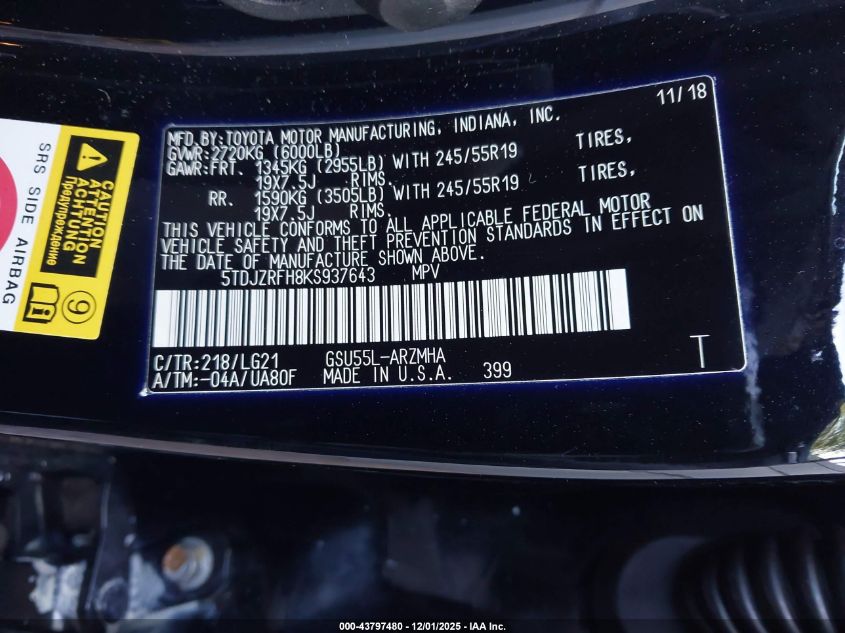 11/18
MFD. BY: TOYOTA MOTOR MANUFACTURING, INDIANA, INC.
GVWR: 2720KG (6000LB)
GAWR: FRT. 1345KG (2955LB) WITH 245/55R19 TIRES,
19X7.5J RIMS.
RR. 1590KG (3505LB) WITH 245/55R19 TIRES,
19X7.5J RIMS.
THIS VEHICLE CONFORMS TO ALL APPLICABLE FEDERAL MOTOR
VEHICLE SAFETY AND THEFT PREVENTION STANDARDS IN EFFECT ON
THE DATE OF MANUFACTURE SHOWN ABOVE.
5TDJZRFH8KS937643 MPV
C/TR: 218/LG21 GSU55L-ARZMHA
A/TM: -04A/UA80F MADE IN U.S.A. 399
T
SRS SIDE AIRBAG
CAUTION
ATTENTION
ACHTUNG
Предупреждение
9
i
000-43797480 - 12/01/2025 - IAA Inc.